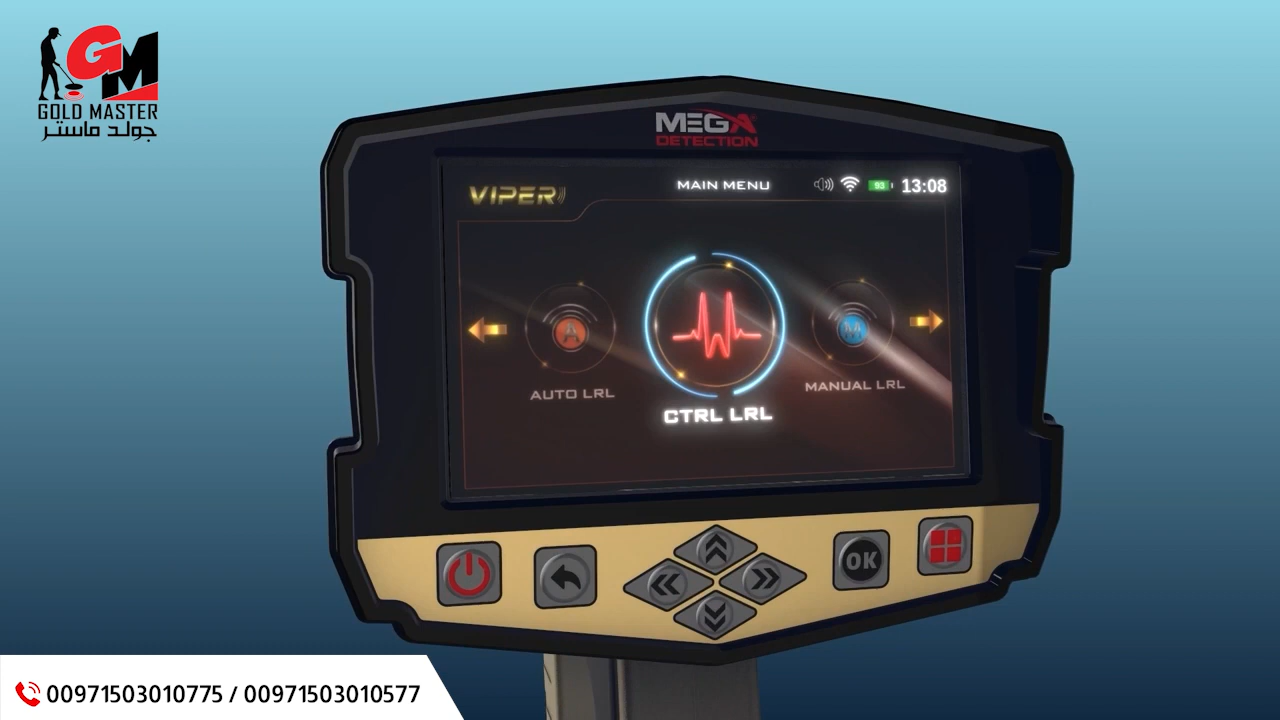 GM
GOLD MASTER
جولد ماستر
MEGA
DETECTION
VIPER
MAIN MENU
93
13:08
A
M
AUTO LRL
CTRL LRL
MANUAL LRL
OK
00971503010775 / 00971503010577